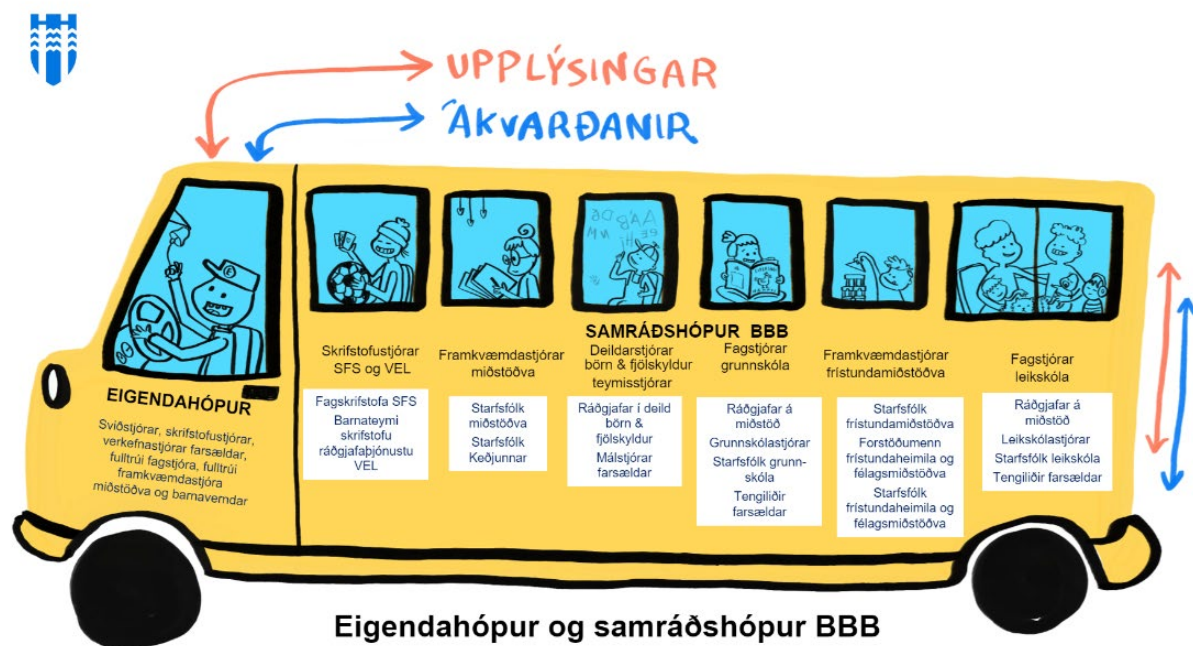 UPPLÝSINGAR
ÁKVARÐANIR
EIGENDAHÓPUR
Sviðstjórar, skrifstofustjórar,
verkefnastjórar farsældar,
fulltrúi fagstjóra, fulltrúi
framkvæmdastjóra
miðstöðva og barnaverndar
SAMRÁÐSHÓPUR BBB
Skrifstofustjórar
SFS og VEL
Fagskrifstofa SFS
Barnateymi
skrifstofu
ráðgjafaþjónustu
VEL
Framkvæmdastjórar
miðstöðva
Starfsfólk
miðstöðva
Starfsfólk
Keðjunnar
Deildarstjórar
börn & fjölskyldur
teymisstjórar
Ráðgjafar í deild
börn &
fjölskyldur
Málstjórar
farsældar
Fagstjórar
grunnskóla
Ráðgjafar á
miðstöð
Grunnskólastjórar
Starfsfólk grunn-
skóla
Tengiliðir
farsældar
Framkvæmdastjórar
frístundamiðstöðva
Starfsfólk
frístundamiðstöðva
Forstöðumenn
frístundaheimila og
félagsmiðstöðva
Starfsfólk
frístundaheimila og
félagsmiðstöðva
Fagstjórar
leikskóla
Ráðgjafar á
miðstöð
Leikskólastjórar
Starfsfólk leikskóla
Tengiliðir farsældar
Eigendahópur og samráðshópur BBB